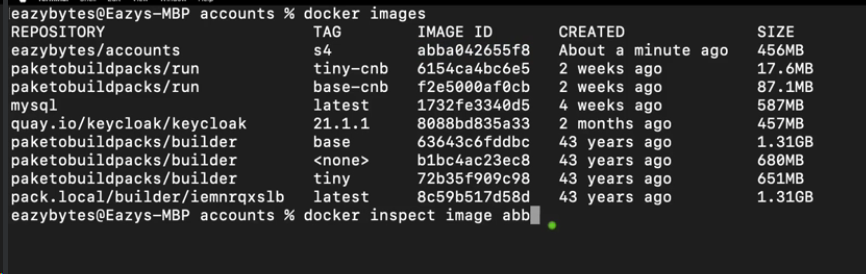 eazybytes@Eazys-MBP accounts % docker images
REPOSITORY TAG IMAGE ID CREATED SIZE
eazybytes/accounts s4 abba042655f8 About a minute ago 456MB
paketobuildpacks/run tiny-cnb 6154ca4bc6e5 2 weeks ago 17.6MB
paketobuildpacks/run base-cnb f2e5000af0cb 2 weeks ago 87.1MB
mysql latest 1732fe3340d5 4 weeks ago 587MB
quay.io/keycloak/keycloak 21.1.1 8088bd835a33 2 months ago 457MB
paketobuildpacks/builder base 63643c6fddbc 43 years ago 1.31GB
paketobuildpacks/builder <none> b1bc4ac23ec8 43 years ago 680MB
paketobuildpacks/builder tiny 72b35f909c98 43 years ago 651MB
pack.local/builder/iemnrqxslb latest 8c59b517d58d 43 years ago 1.31GB
eazybytes@Eazys-MBP accounts % docker inspect image abb